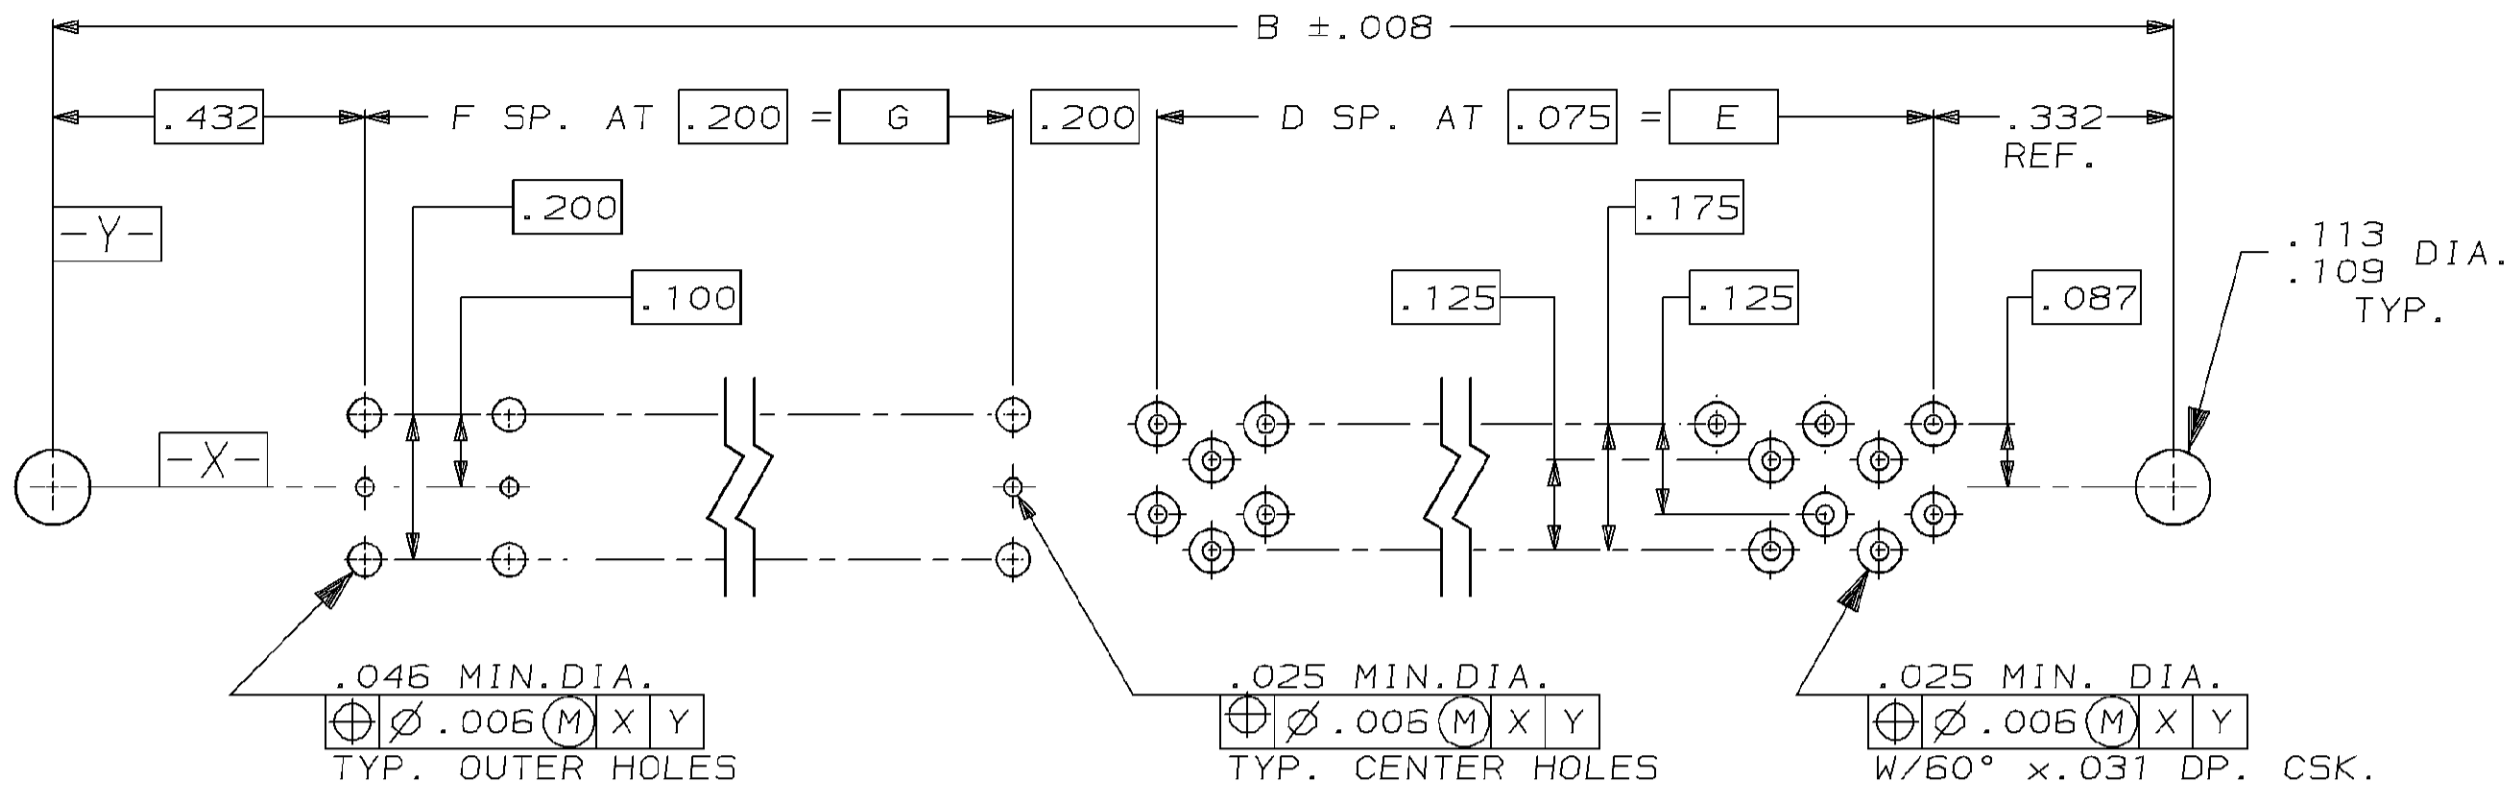 B ±.008
.432 F SP. AT .200 = G .200 D SP. AT .075 = E .332
REF.
.200 .175
-Y-
.113
.109 DIA.
TYP.
.100 .125 .125 .087
-X-
.046 MIN.DIA.
⌖ Ø.006 Ⓜ X Y
TYP. OUTER HOLES
.025 MIN.DIA.
⌖ Ø.006 Ⓜ X Y
TYP. CENTER HOLES
.025 MIN. DIA.
⌖ Ø.006 Ⓜ X Y
W/60° x.031 DP. CSK.